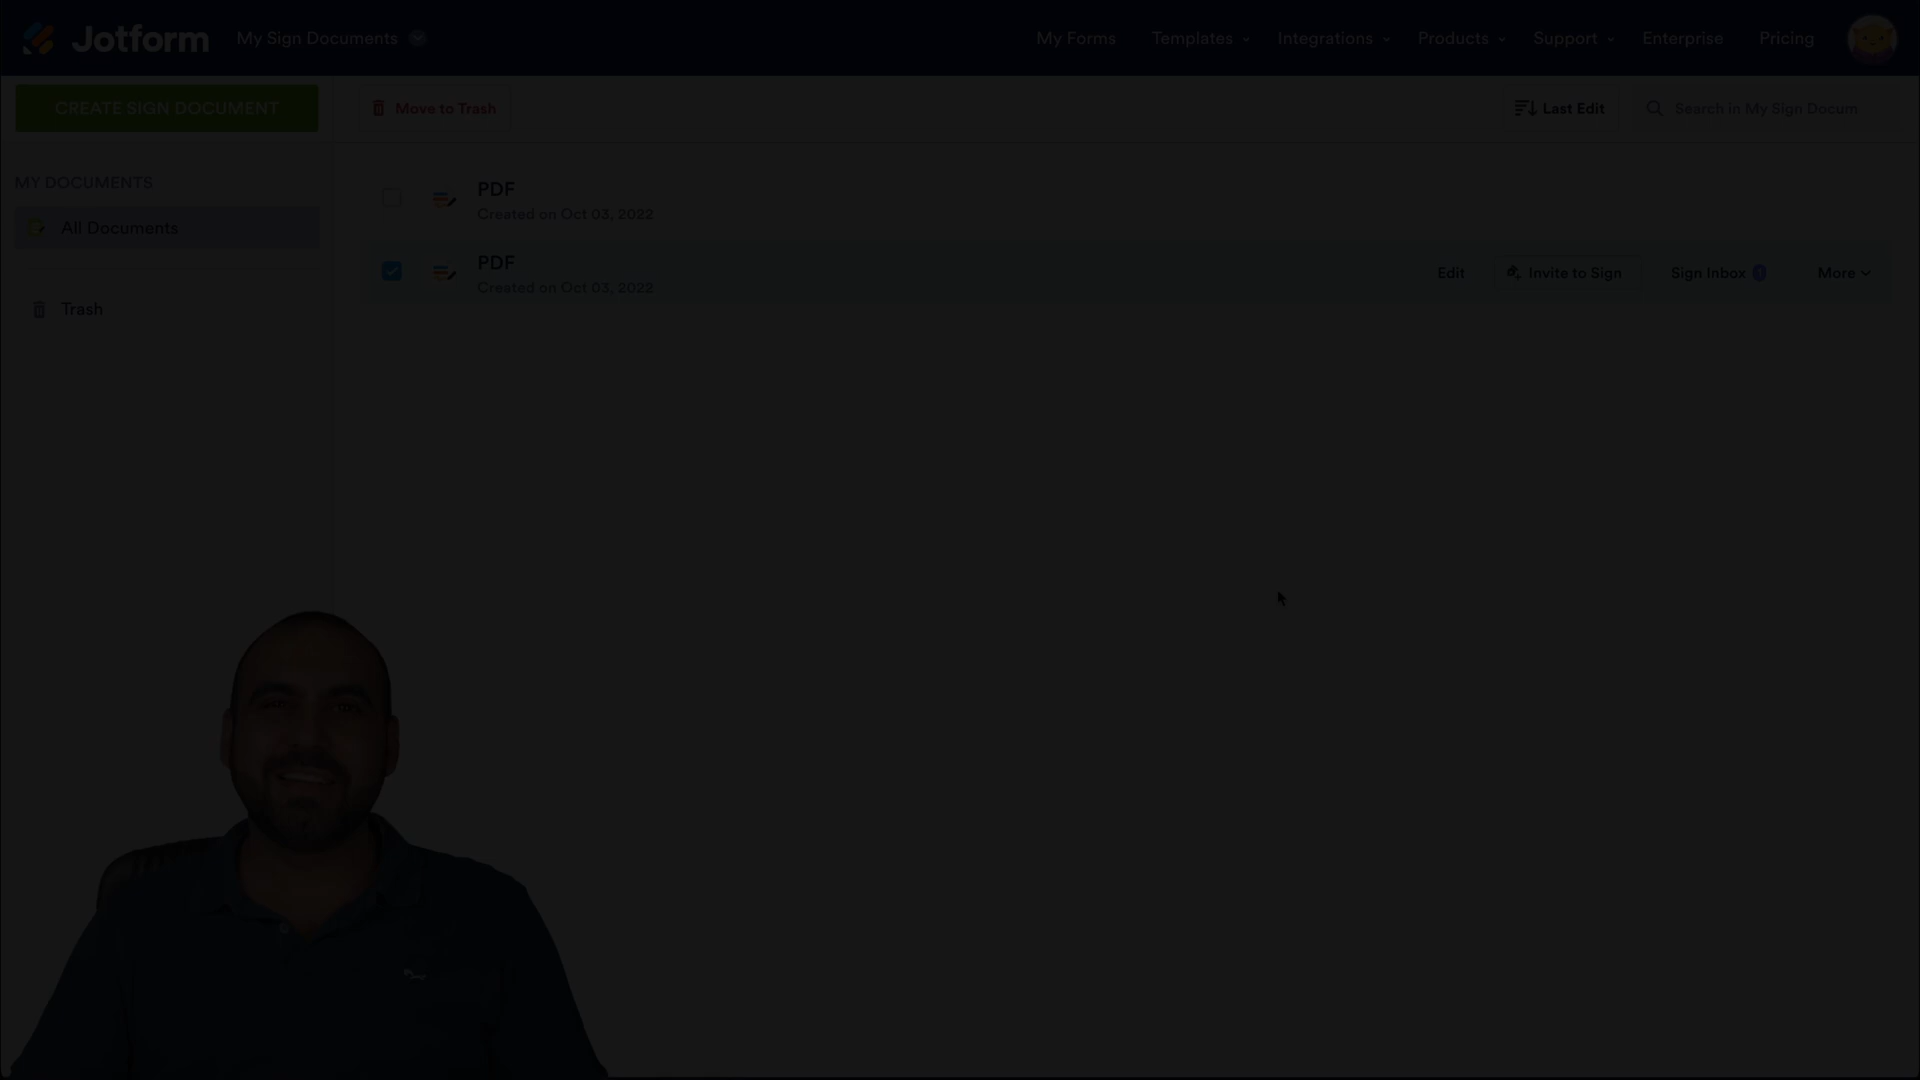 Jotform
My Sign Documents
My Forms
Templates
Integrations
Products
Support
Enterprise
Pricing
CREATE SIGN DOCUMENT
Move to Trash
Last Edit
Search in My Sign Docum
MY DOCUMENTS
All Documents
Trash
PDF
Created on Oct 03, 2022
PDF
Created on Oct 03, 2022
Edit
Invite to Sign
Sign Inbox 1
More